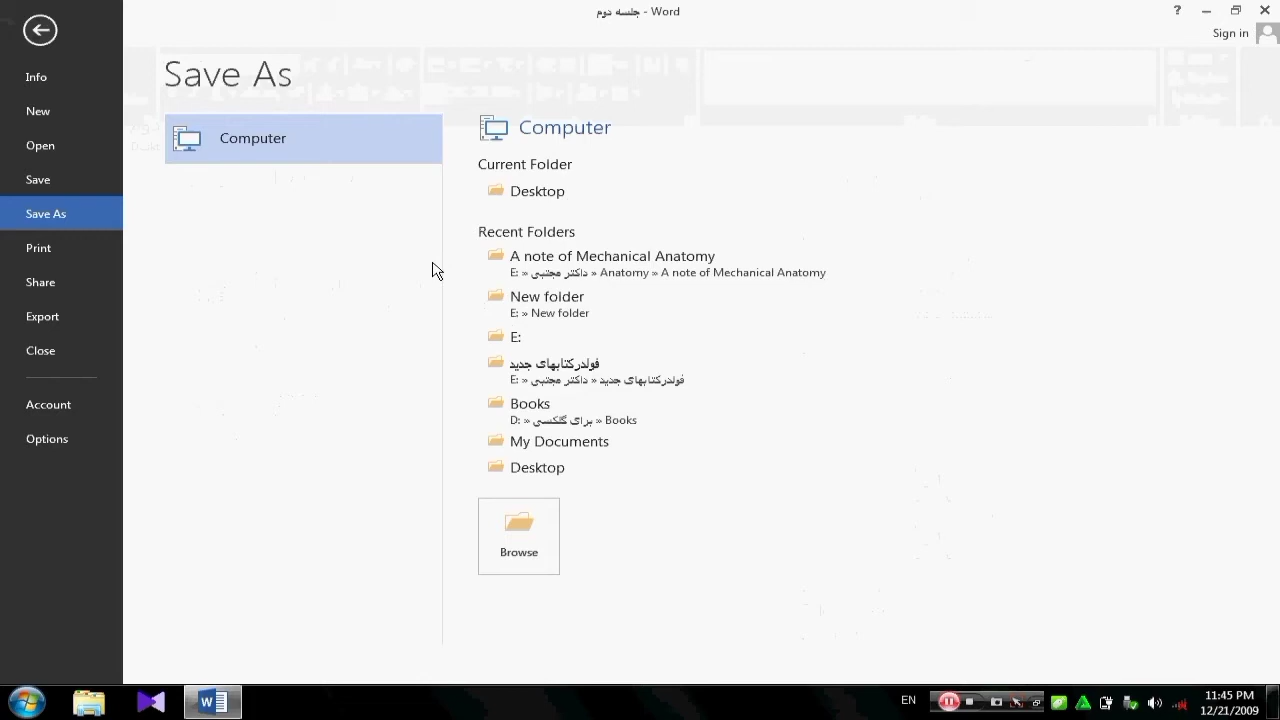 جلسه دوم - Word
?
Sign in
Info
New
Open
Save
Save As
Print
Share
Export
Close
Account
Options
Save As
Computer
Computer
Current Folder
Desktop
Recent Folders
A note of Mechanical Anatomy
E: » داکتر مجتبی » Anatomy » A note of Mechanical Anatomy
New folder
E: » New folder
E:
فولدرکتابهای جدید
E: » داکتر مجتبی » فولدرکتابهای جدید
Books
D: » برای گلکسی » Books
My Documents
Desktop
Browse
EN
11:45 PM
12/21/2009